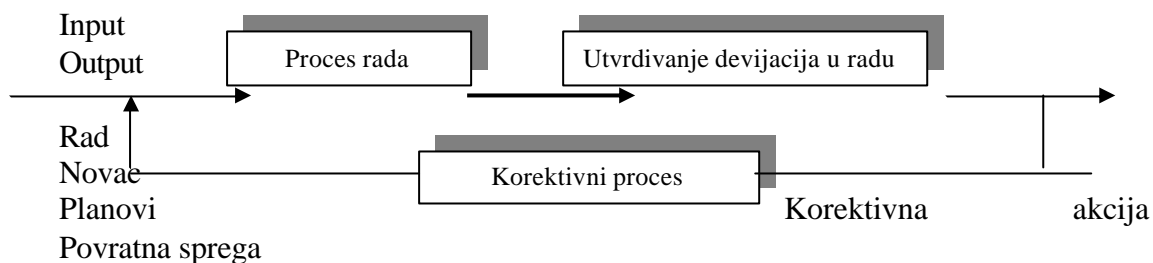 Input
Output
Proces rada
Utvrdivanje devijacija u radu
Rad
Novac
Planovi
Povratna sprega
Korektivni proces
Korektivna akcija